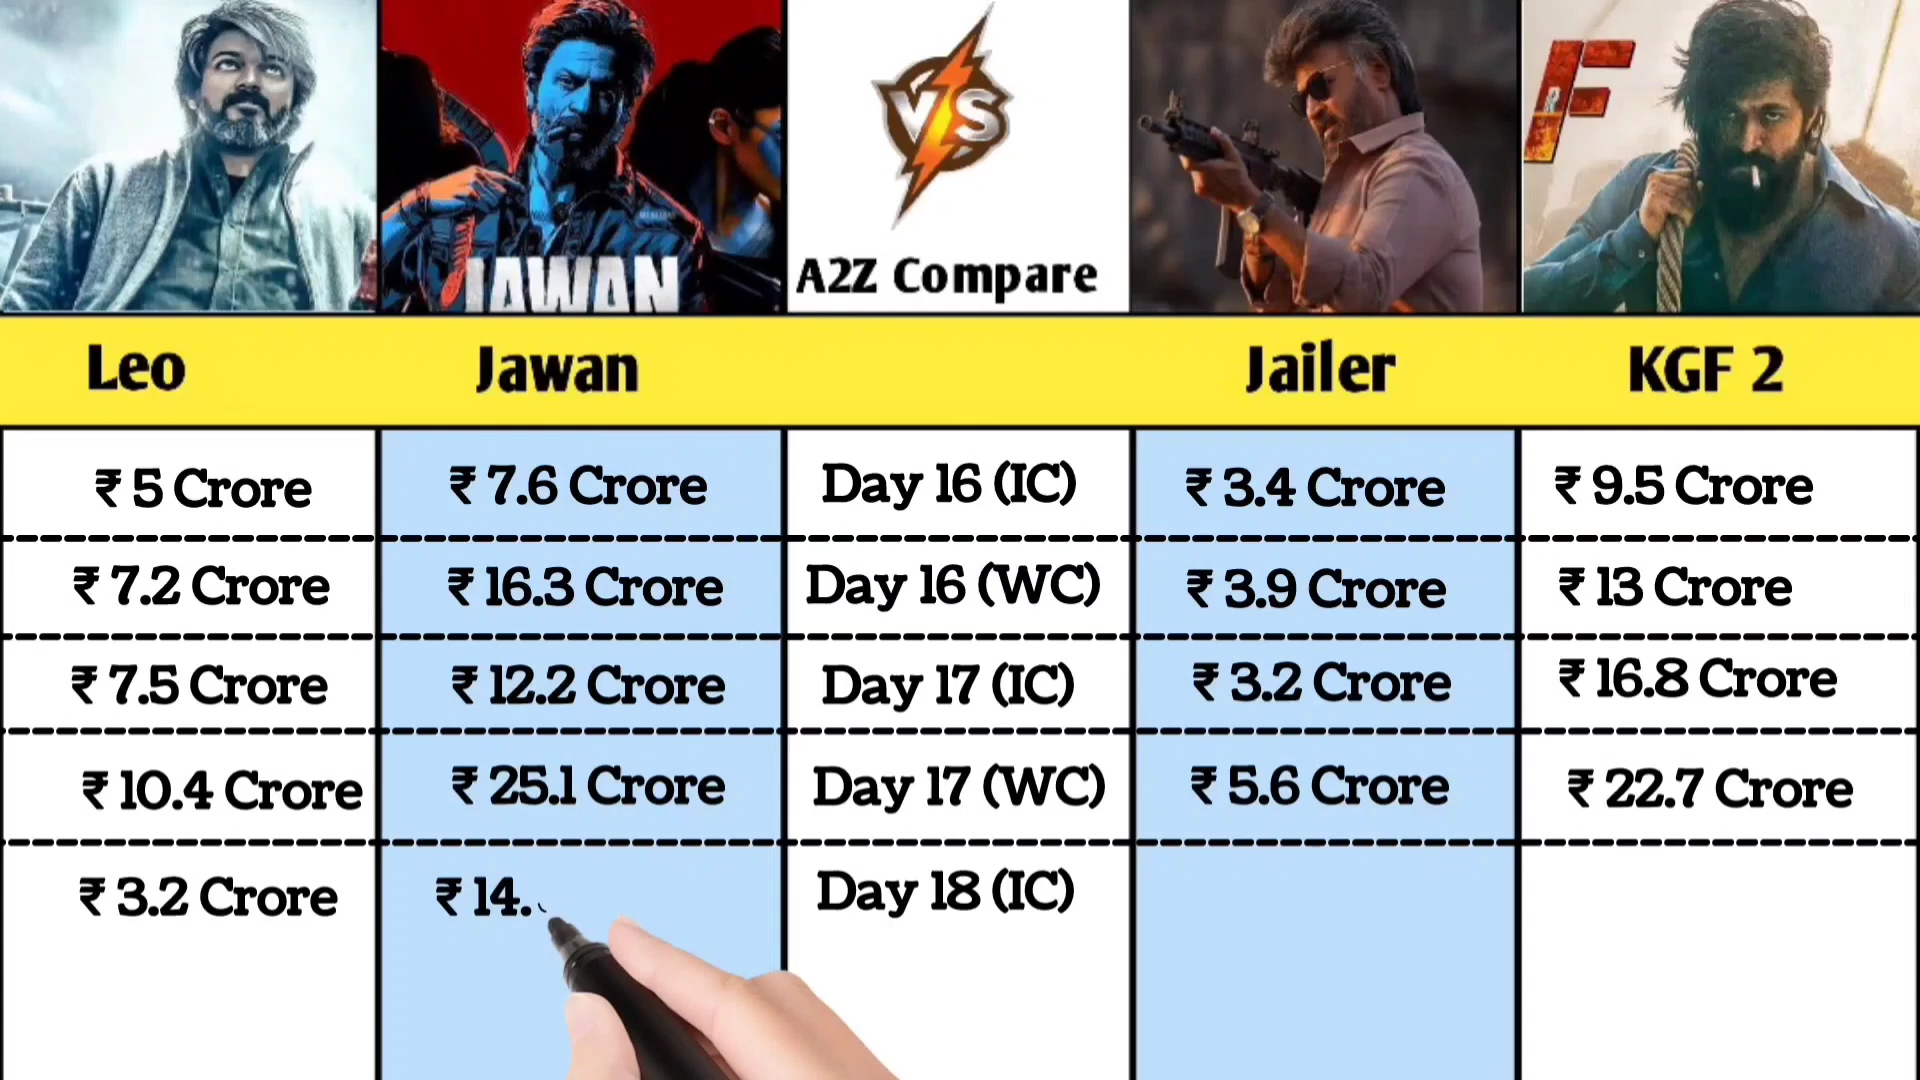 JAWAN
VS
A2Z Compare
F
R
Leo Jawan Jailer KGF 2
₹ 5 Crore ₹ 7.6 Crore Day 16 (IC) ₹ 3.4 Crore ₹ 9.5 Crore
₹ 7.2 Crore ₹ 16.3 Crore Day 16 (WC) ₹ 3.9 Crore ₹ 13 Crore
₹ 7.5 Crore ₹ 12.2 Crore Day 17 (IC) ₹ 3.2 Crore ₹ 16.8 Crore
₹ 10.4 Crore ₹ 25.1 Crore Day 17 (WC) ₹ 5.6 Crore ₹ 22.7 Crore
₹ 3.2 Crore ₹ 14. Day 18 (IC)